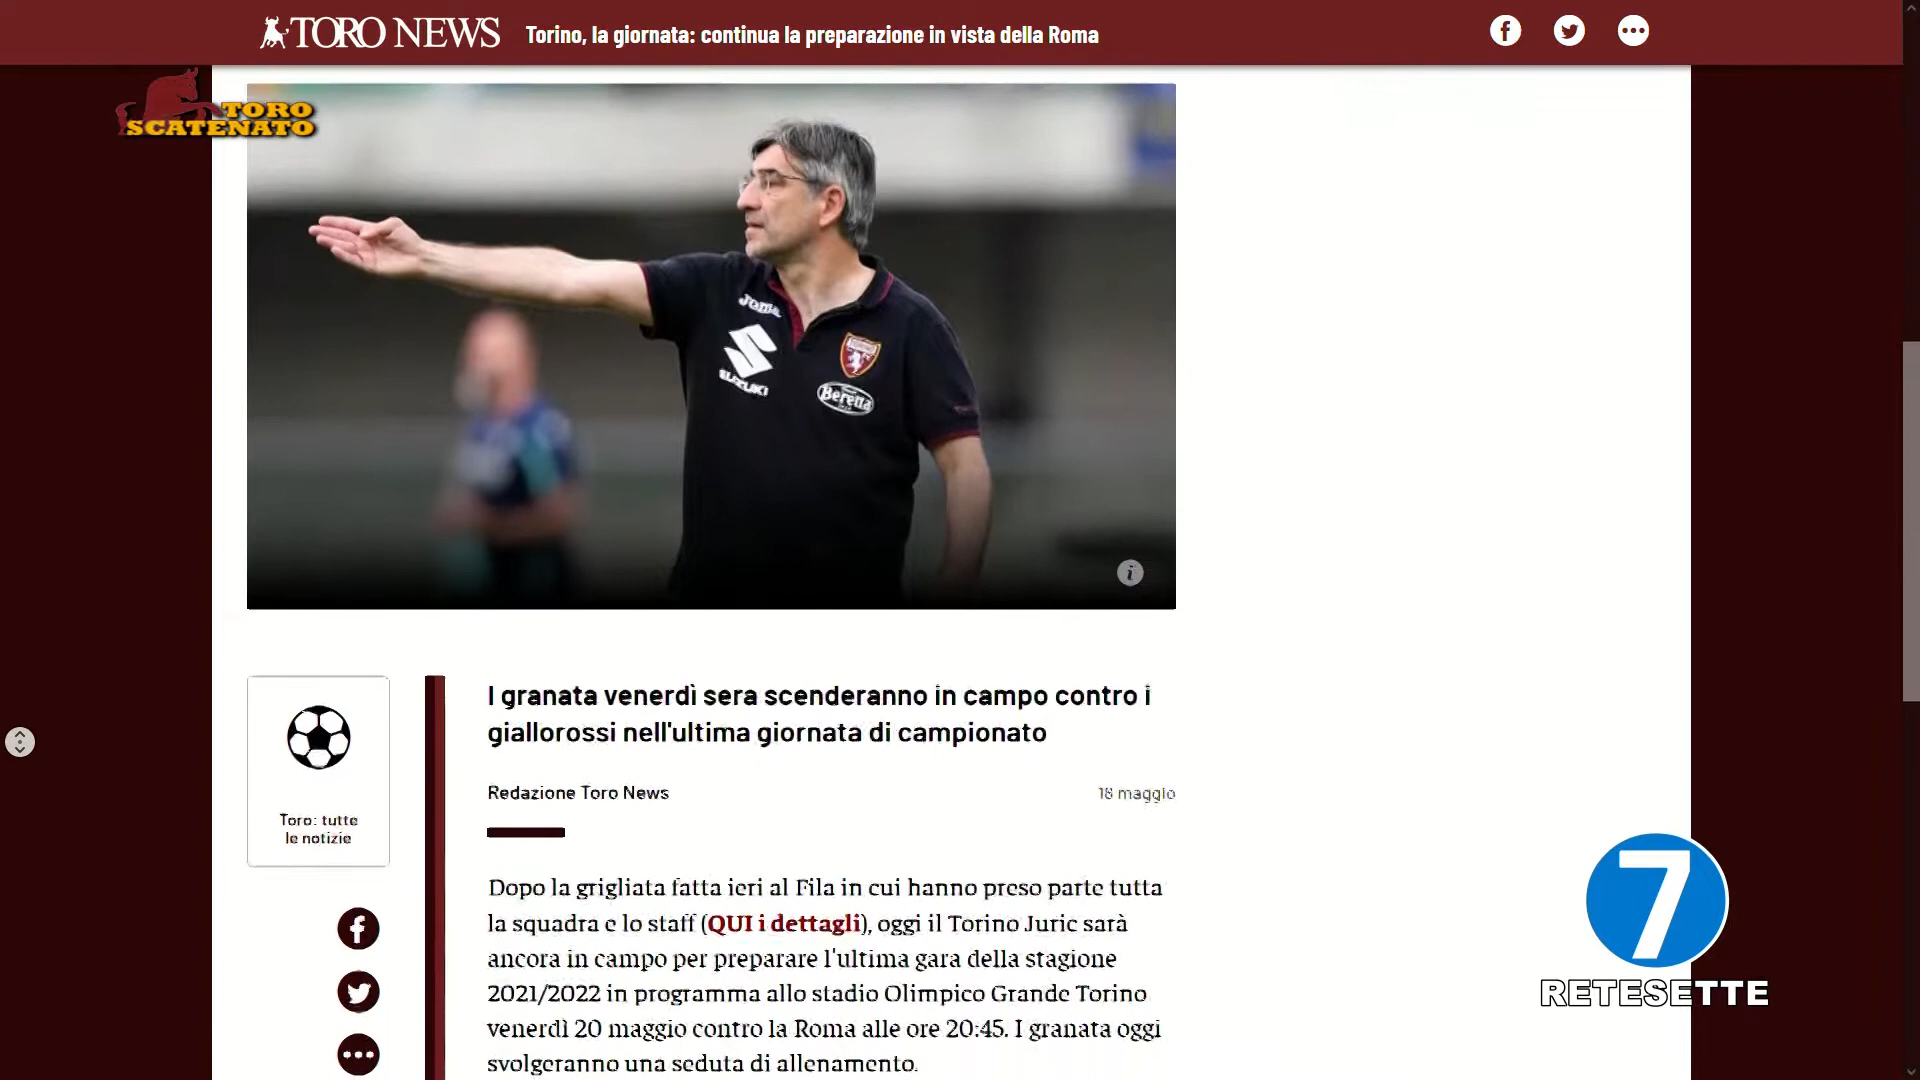 TORO NEWS
Torino, la giornata: continua la preparazione in vista della Roma
TORO
SCATENATO
Joma
SUZUKI
Beretta
I granata venerdì sera scenderanno in campo contro i
giallorossi nell'ultima giornata di campionato
Redazione Toro News
18 maggio
Toro: tutte
le notizie
Dopo la grigliata fatta ieri al Fila in cui hanno preso parte tutta
la squadra e lo staff (QUI i dettagli), oggi il Torino Juric sarà
ancora in campo per preparare l'ultima gara della stagione
2021/2022 in programma allo stadio Olimpico Grande Torino
venerdì 20 maggio contro la Roma alle ore 20:45. I granata oggi
svolgeranno una seduta di allenamento.
7
RETESETTE